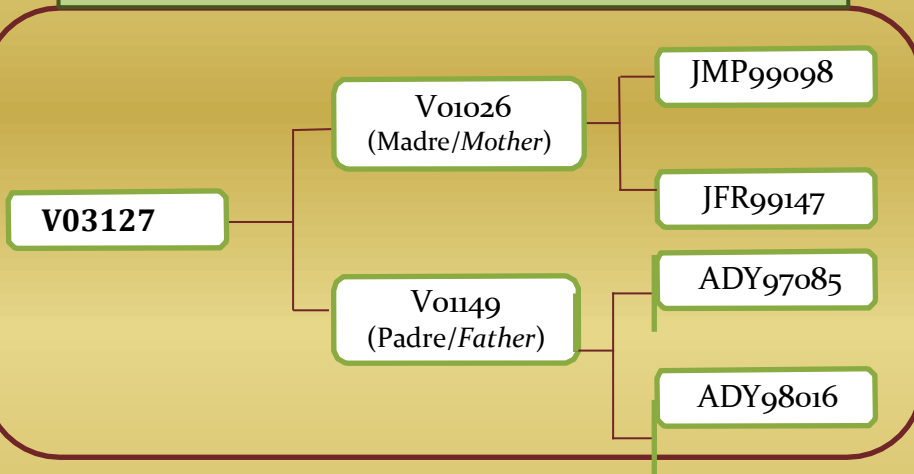 JMP99098
V01026
(Madre/Mother)
JFR99147
V03127
ADY97085
V01149
(Padre/Father)
ADY98016